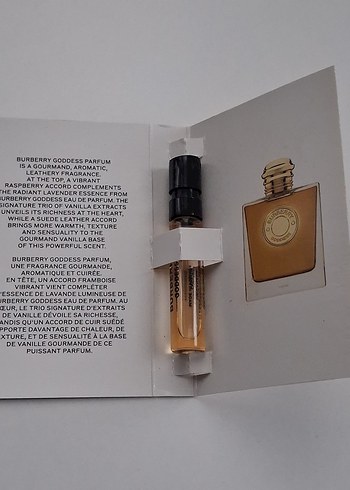 BURBERRY GODDESS PARFUM
IS A GOURMAND, AROMATIC,
LEATHERY FRAGRANCE.
AT THE TOP, A VIBRANT
RASPBERRY ACCORD COMPLEMENTS
THE RADIANT LAVENDER ESSENCE FROM
BURBERRY GODDESS EAU DE PARFUM. THE
SIGNATURE TRIO OF VANILLA EXTRACTS
UNVEILS ITS RICHNESS AT THE HEART,
WHILE A SUEDE LEATHER ACCORD
BRINGS MORE WARMTH, TEXTURE
AND SENSUALITY TO THE
GOURMAND VANILLA BASE
OF THIS POWERFUL SCENT.
BURBERRY GODDESS PARFUM,
UNE FRAGRANCE GOURMANDE,
AROMATIQUE ET CUIRÉE.
EN TÊTE, UN ACCORD FRAMBOISE
VIBRANT VIENT COMPLÉTER
L'ESSENCE DE LAVANDE LUMINEUSE DE
BURBERRY GODDESS EAU DE PARFUM. AU
CŒUR, LE TRIO SIGNATURE D'EXTRAITS
DE VANILLE DÉVOILE SA RICHESSE,
TANDIS QU'UN ACCORD DE CUIR SUÉDÉ
APPORTE DAVANTAGE DE CHALEUR, DE
TEXTURE, ET DE SENSUALITÉ À LA BASE
DE VANILLE GOURMANDE DE CE
PUISSANT PARFUM.